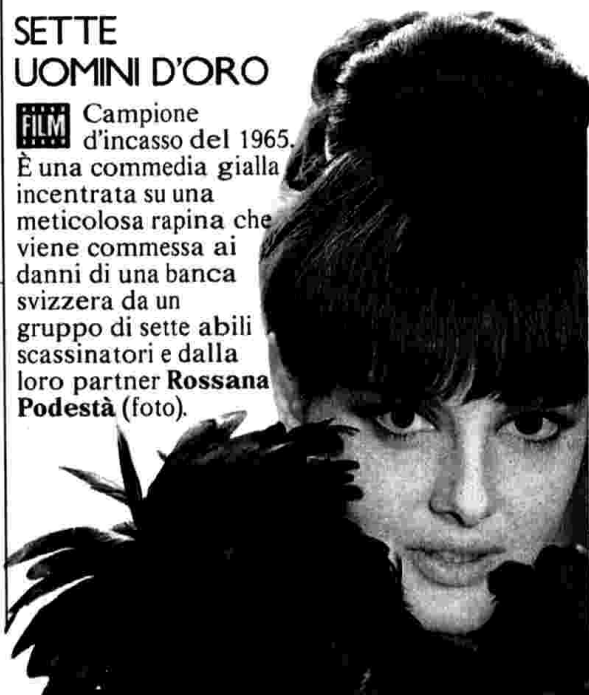 SETTE
UOMINI D'ORO
FILM Campione
d'incasso del 1965.
È una commedia gialla
incentrata su una
meticolosa rapina che
viene commessa ai
danni di una banca
svizzera da un
gruppo di sette abili
scassinatori e dalla
loro partner Rossana
Podestà (foto).